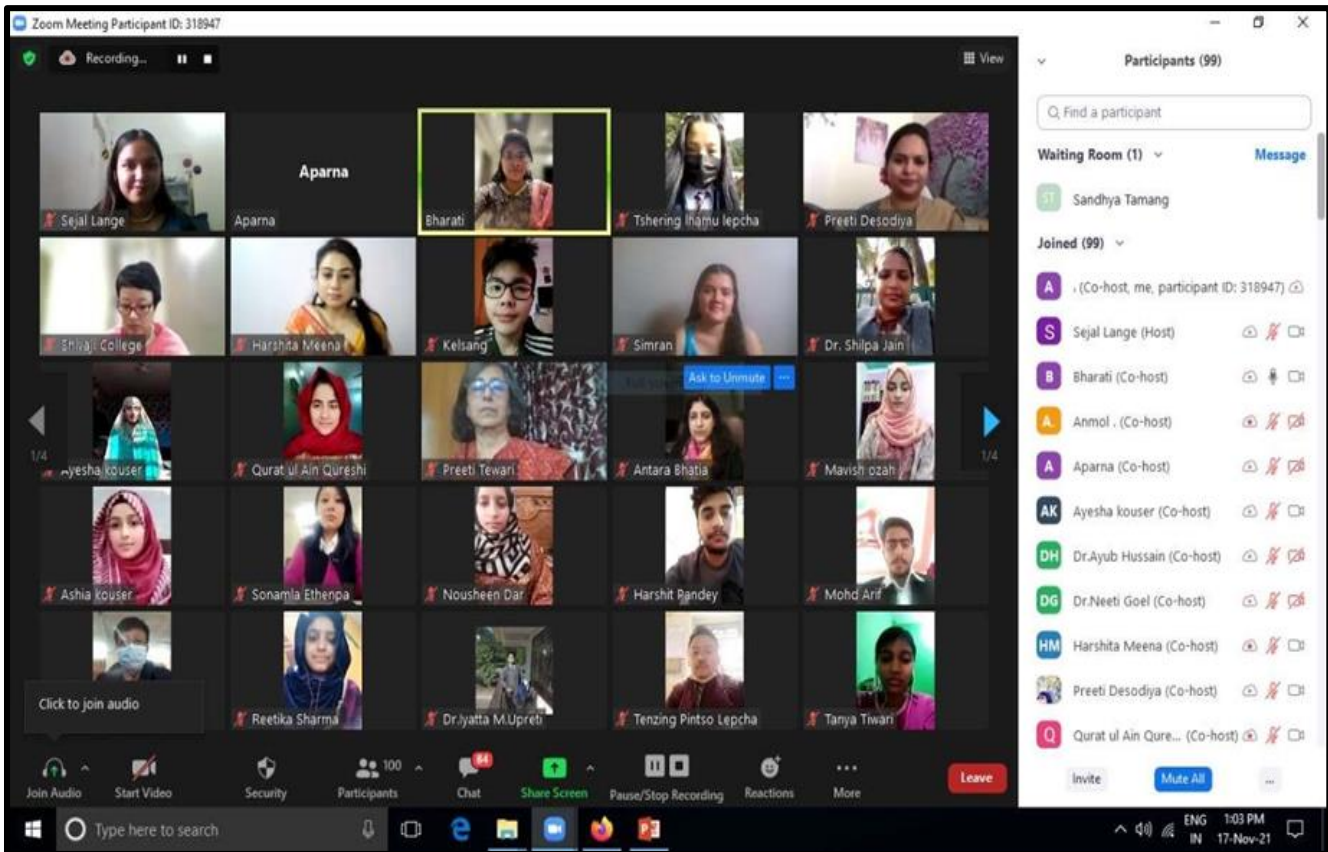 Zoom Meeting Participant ID: 318947
Recording...
View
Sejal Lange
Aparna
Aparna
Bharati
Tshering lhamu lepcha
Preeti Desodiya
Shivaji College
Harshita Meena
Kelsang
Simran
Dr. Shilpa Jain
Ask to Unmute
...
1/4
Ayesha kouser
Qurat ul Ain Qureshi
Preeti Tewari
Antara Bhatia
Mavish ozah
1/4
Ashia kouser
Sonamla Ethenpa
Nousheen Dar
Harshit Pandey
Mohd Arif
Click to join audio
Reetika Sharma
Dr.Iyatta M.Upreti
Tenzing Pintso Lepcha
Tanya Tiwari
Join Audio
Start Video
Security
Participants
100
Chat
84
Share Screen
Pause/Stop Recording
Reactions
More
Leave
Participants (99)
Find a participant
Waiting Room (1)
Message
ST
Sandhya Tamang
Joined (99)
A
. (Co-host, me, participant ID: 318947)
S
Sejal Lange (Host)
B
Bharati (Co-host)
A.
Anmol . (Co-host)
A
Aparna (Co-host)
AK
Ayesha kouser (Co-host)
DH
Dr.Ayub Hussain (Co-host)
DG
Dr.Neeti Goel (Co-host)
HM
Harshita Meena (Co-host)
Preeti Desodiya (Co-host)
Q
Qurat ul Ain Qure... (Co-host)
Invite
Mute All
...
Type here to search
ENG
IN
1:03 PM
17-Nov-21